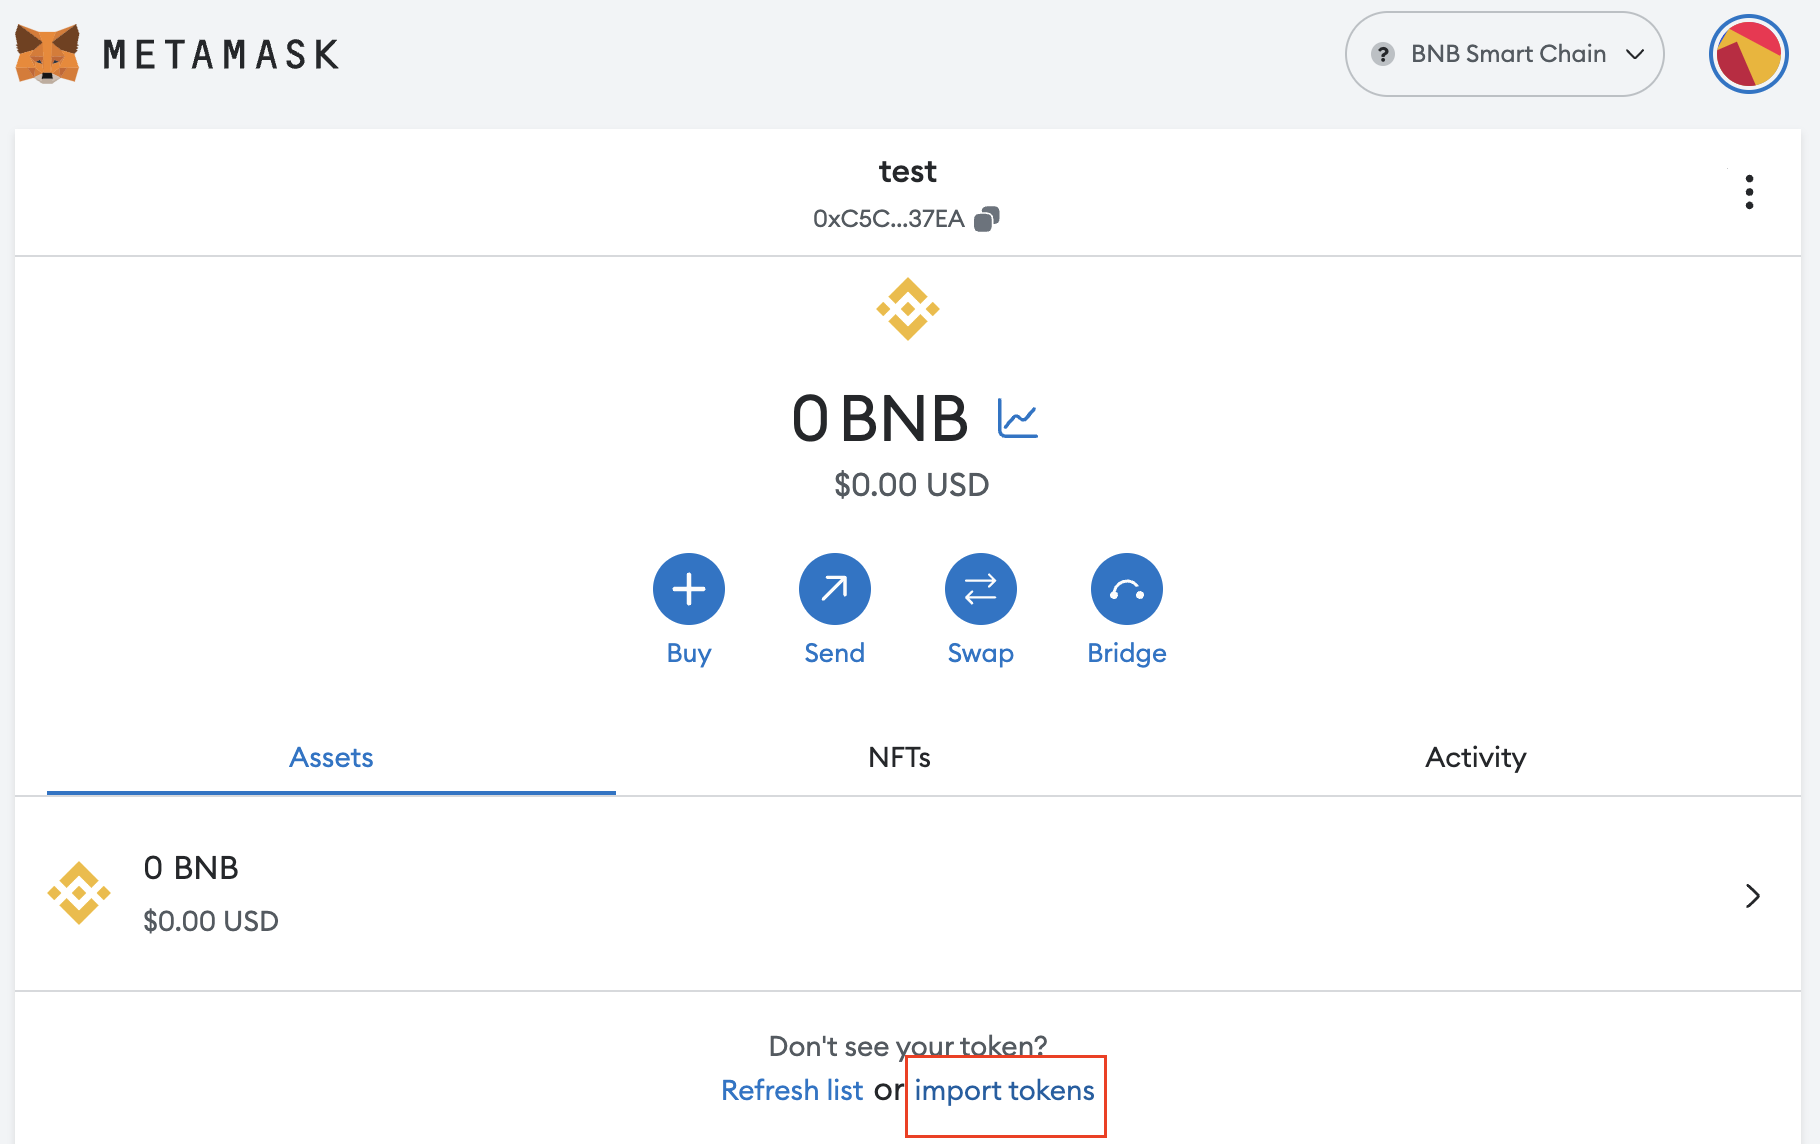 METAMASK
? BNB Smart Chain
test
0xC5C...37EA
0 BNB
$0.00 USD
Buy Send Swap Bridge
Assets NFTs Activity
0 BNB
$0.00 USD
Don't see your token?
Refresh list or import tokens